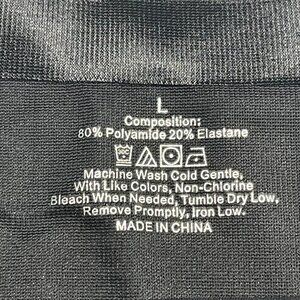 L
Composition:
80% Polyamide 20% Elastane
Machine Wash Cold Gentle,
With Like Colors, Non-Chlorine
Bleach When Needed, Tumble Dry Low,
Remove Promptly, Iron Low.
MADE IN CHINA